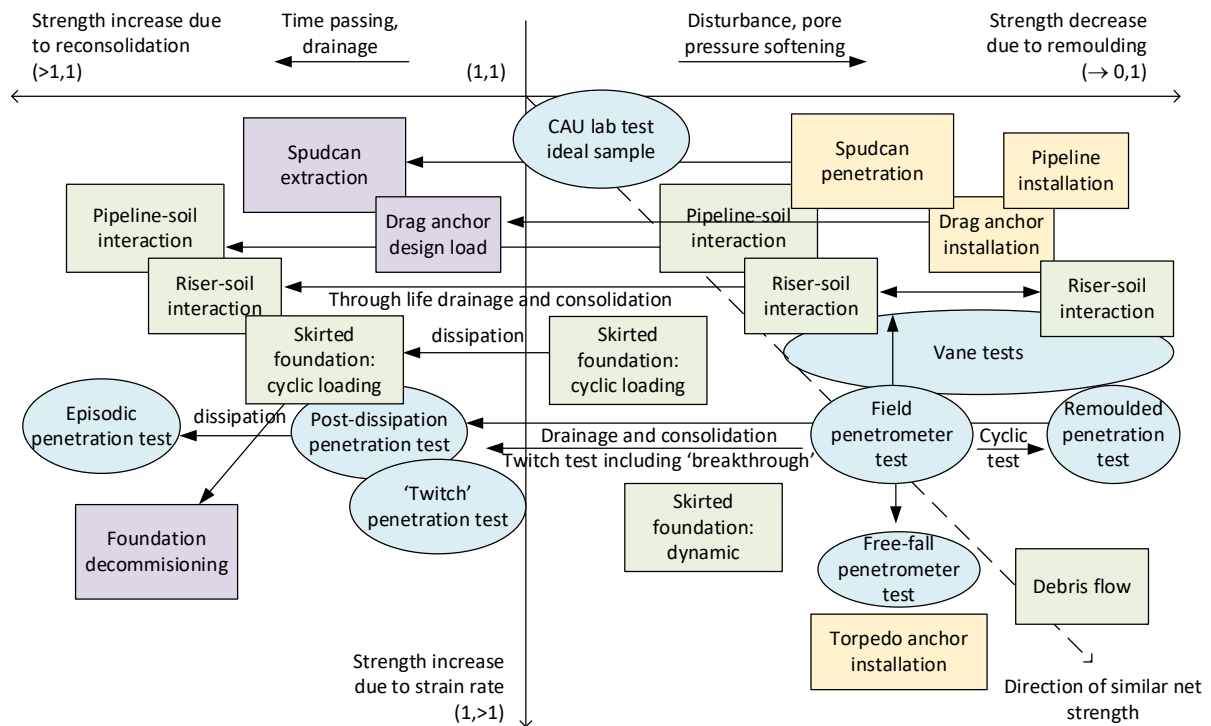 Strength increase due
to reconsolidation
(>1,1)
Time passing,
drainage
(1,1)
Disturbance, pore
pressure softening
Strength decrease
due to remoulding
(→ 0,1)
CAU lab test
ideal sample
Spudcan
extraction
Spudcan
penetration
Pipeline
installation
Pipeline-soil
interaction
Drag anchor
design load
Pipeline-soil
interaction
Drag anchor
installation
Riser-soil
interaction
Through life drainage and consolidation
Riser-soil
interaction
Riser-soil
interaction
Skirted
foundation:
cyclic loading
dissipation
Skirted
foundation:
cyclic loading
Vane tests
Episodic
penetration test
dissipation
Post-dissipation
penetration test
Drainage and consolidation
Twitch test including ‘breakthrough’
Field
penetrometer
test
Cyclic
test
Remoulded
penetration
test
‘Twitch’
penetration test
Foundation
decommisioning
Skirted
foundation:
dynamic
Free-fall
penetrometer
test
Debris flow
Torpedo anchor
installation
Strength increase
due to strain rate
(1,>1)
Direction of similar net
strength